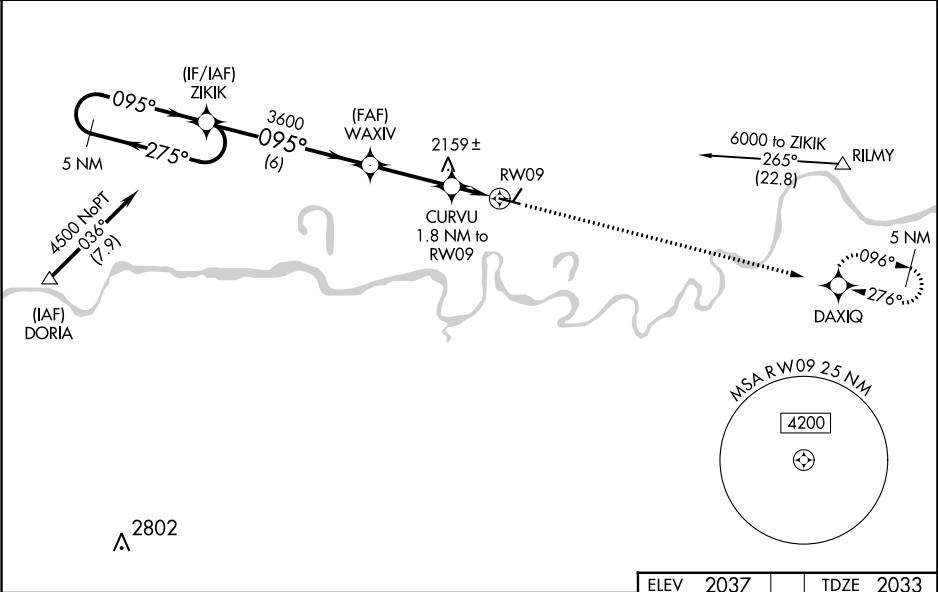 (IF/IAF)
ZIKIK
095°
275°
5 NM
3600
095°
(6)
(FAF)
WAXIV
2159±
RW09
CURVU
1.8 NM to
RW09
6000 to ZIKIK
265°
(22.8)
RILMY
4500 NoPT
036°
(7.9)
(IAF)
DORIA
5 NM
096°
276°
DAXIQ
MSA RW09 25 NM
4200
2802
ELEV 2037
TDZE 2033